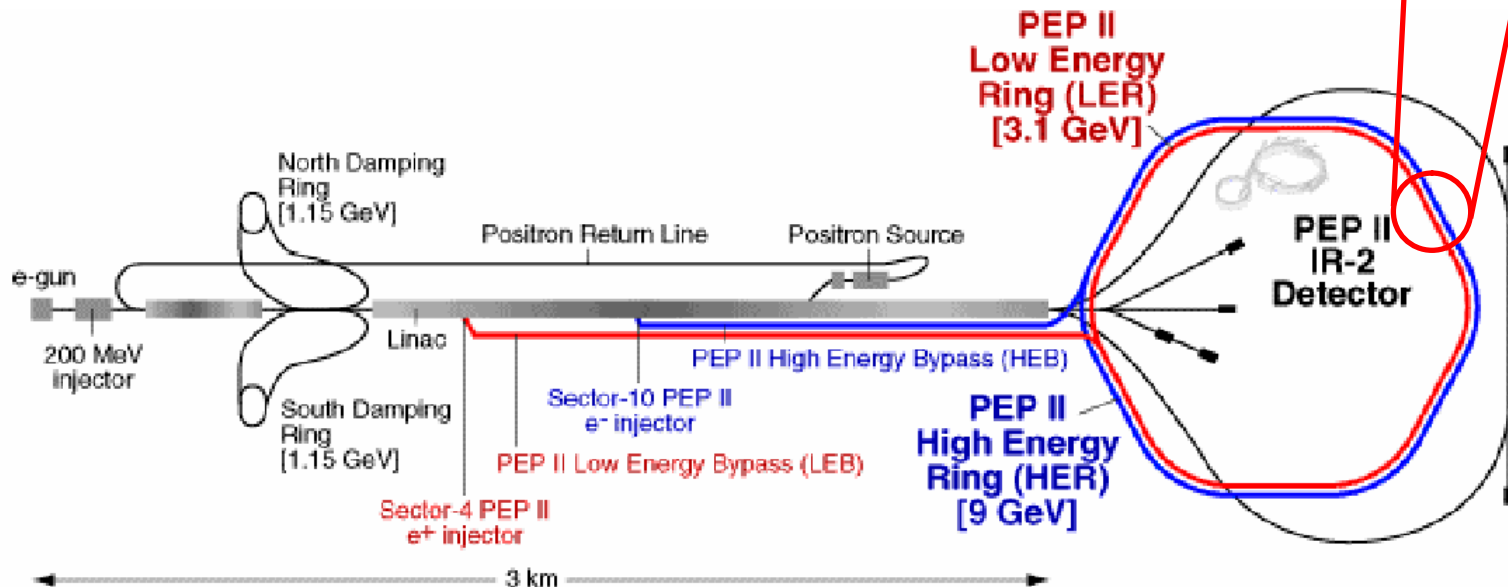 PEP II
Low Energy
Ring (LER)
[3.1 GeV]
North Damping
Ring
[1.15 GeV]
Positron Return Line
Positron Source
e-gun
PEP II
IR-2
Detector
200 MeV
injector
Linac
PEP II High Energy Bypass (HEB)
Sector-10 PEP II
e- injector
South Damping
Ring
[1.15 GeV]
PEP II Low Energy Bypass (LEB)
PEP II
High Energy
Ring (HER)
[9 GeV]
Sector-4 PEP II
e+ injector
3 km